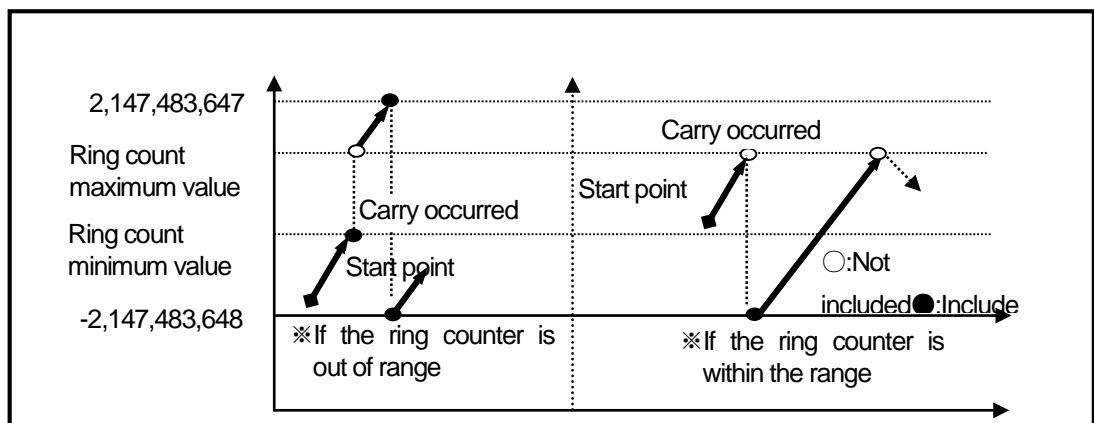 2,147,483,647
Ring count
maximum value
Ring count
minimum value
-2,147,483,648
Carry occurred
Start point
※If the ring counter is
out of range
Carry occurred
Start point
○:Not
included●:Include
※If the ring counter is
within the range